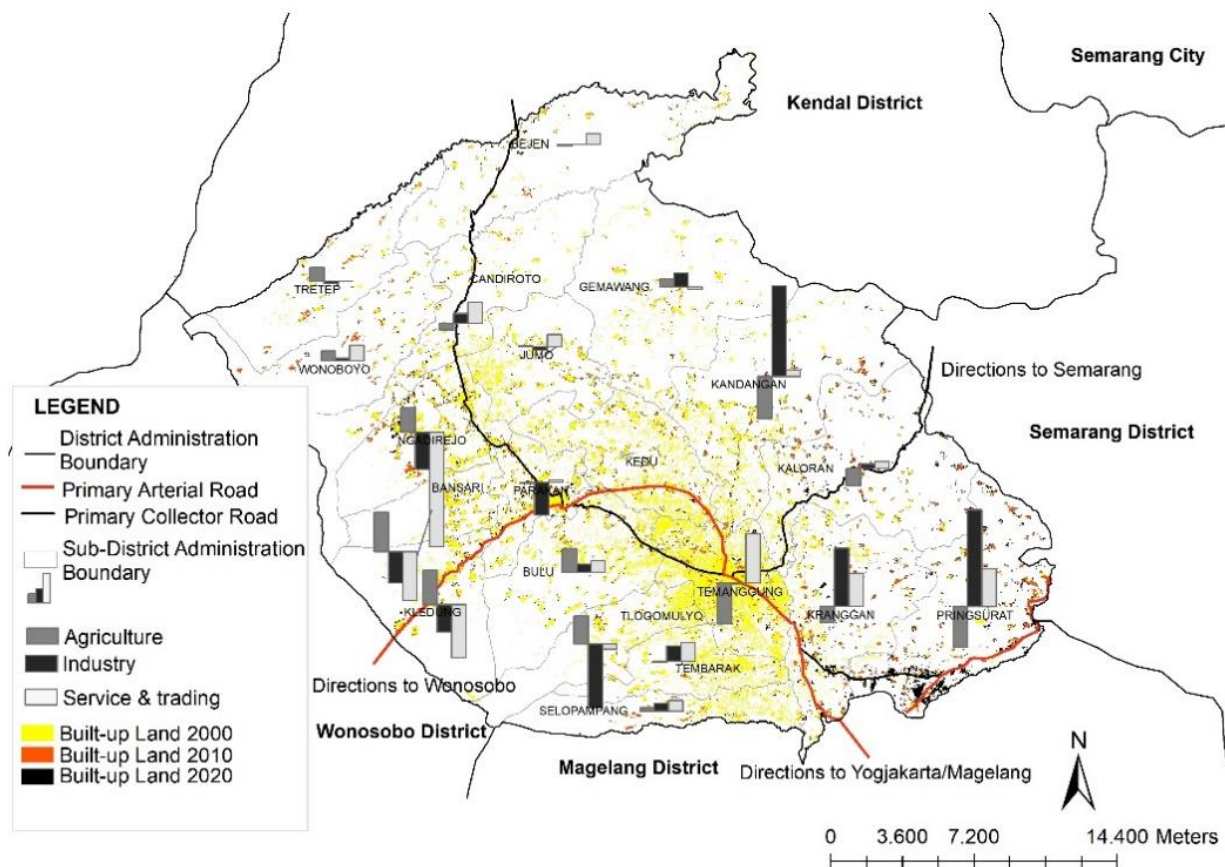 Semarang City
Kendal District
BEJEN
CANDIROTO
GEMAWANG
TRETEP
JUMO
WONOBOYO
KANDANGAN
Directions to Semarang
Semarang District
LEGEND
District Administration
Boundary
Primary Arterial Road
Primary Collector Road
Sub-District Administration
Boundary
Agriculture
Industry
Service & trading
Built-up Land 2000
Built-up Land 2010
Built-up Land 2020
NGADIREJO
KEDU
KALORAN
BANSARI
PARAKAN
BULU
TEMANGGUNG
KLEDUNG
TLOGOMULYO
KRANGGAN
PRINGSURAT
TEMBARAK
Directions to Wonosobo
SELOPAMPANG
Wonosobo District
Magelang District
Directions to Yogjakarta/Magelang
N
0 3.600 7.200 14.400 Meters